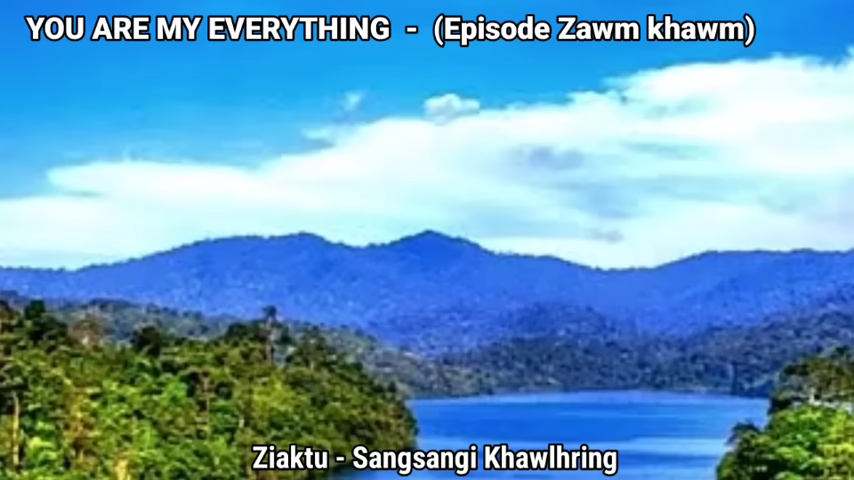 YOU ARE MY EVERYTHING - (Episode Zawm khawm)
Ziaktu - Sangsangi Khawlhring